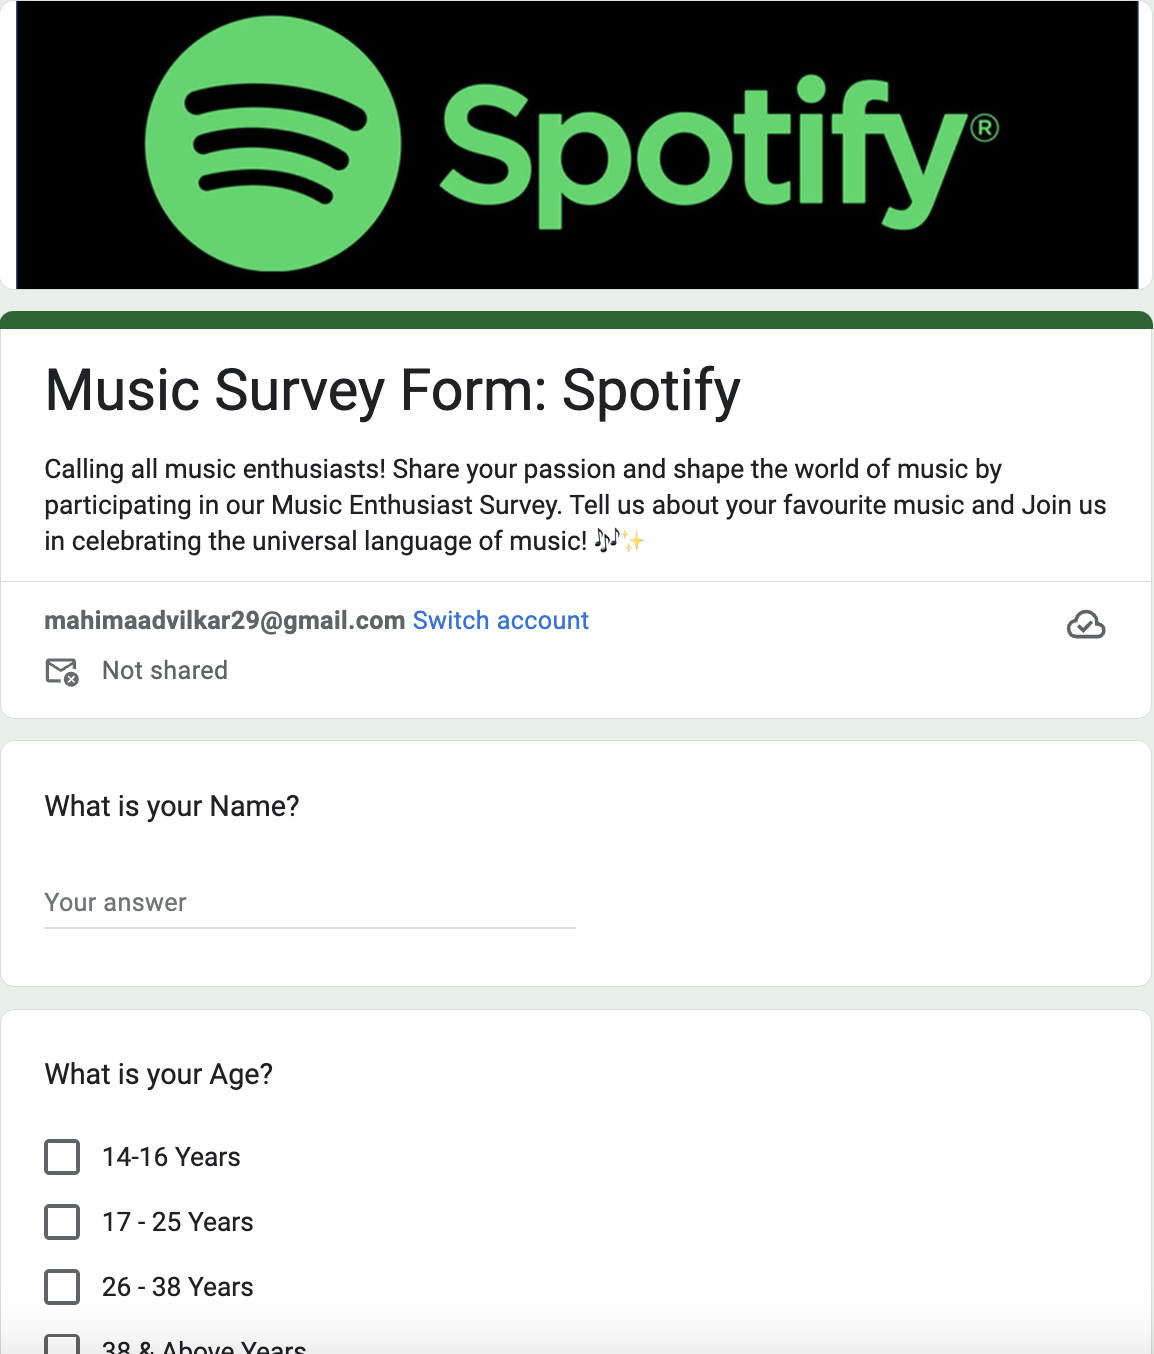 Spotify®
Music Survey Form: Spotify
Calling all music enthusiasts! Share your passion and shape the world of music by
participating in our Music Enthusiast Survey. Tell us about your favourite music and Join us
in celebrating the universal language of music! 🎶✨
mahimaadvilkar29@gmail.com Switch account
Not shared
What is your Name?
Your answer
What is your Age?
14-16 Years
17 - 25 Years
26 - 38 Years
38 & Above Years